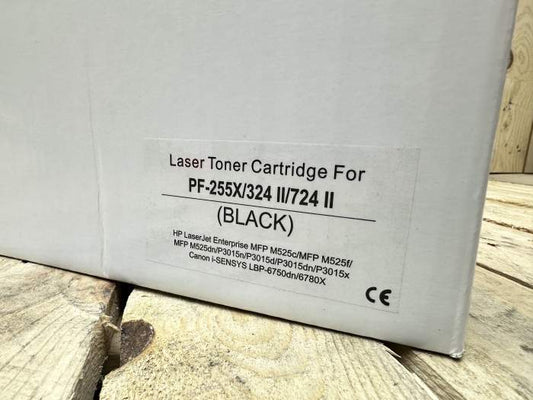 Laser Toner Cartridge For
PF-255X/324 II/724 II
(BLACK)
HP LaserJet Enterprise MFP M525c/MFP M525f/
MFP M525dn/P3015n/P3015d/P3015dn/P3015x
Canon i-SENSYS LBP-6750dn/6780X
CE